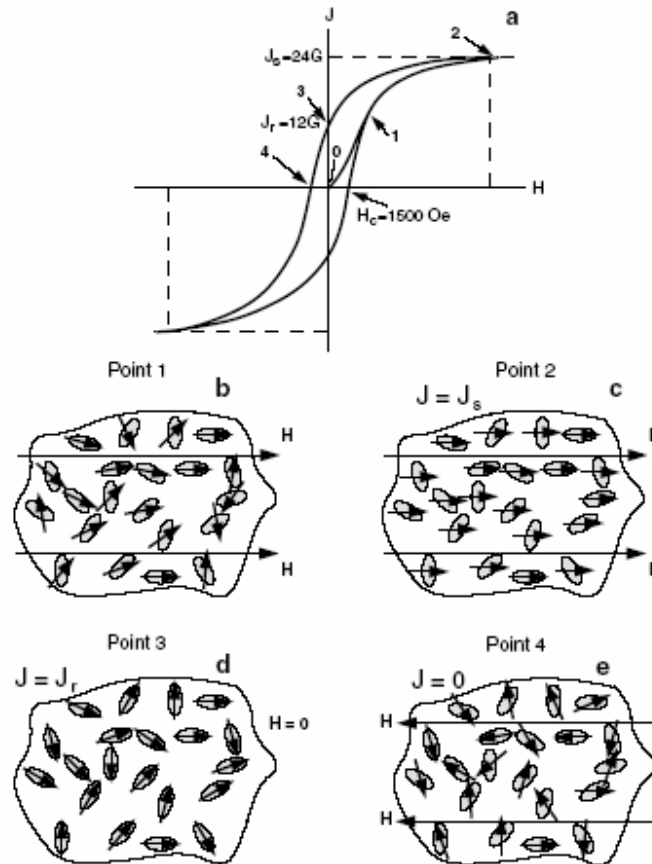 J
a
2
Jₛ=24G
3
Jᵣ=12G
1
0
4
H
H꜀=1500 Oe
Point 1
b
H
H
Point 2
c
J = Jₛ
Point 3
d
J = Jᵣ
H = 0
Point 4
e
J = 0
H
H